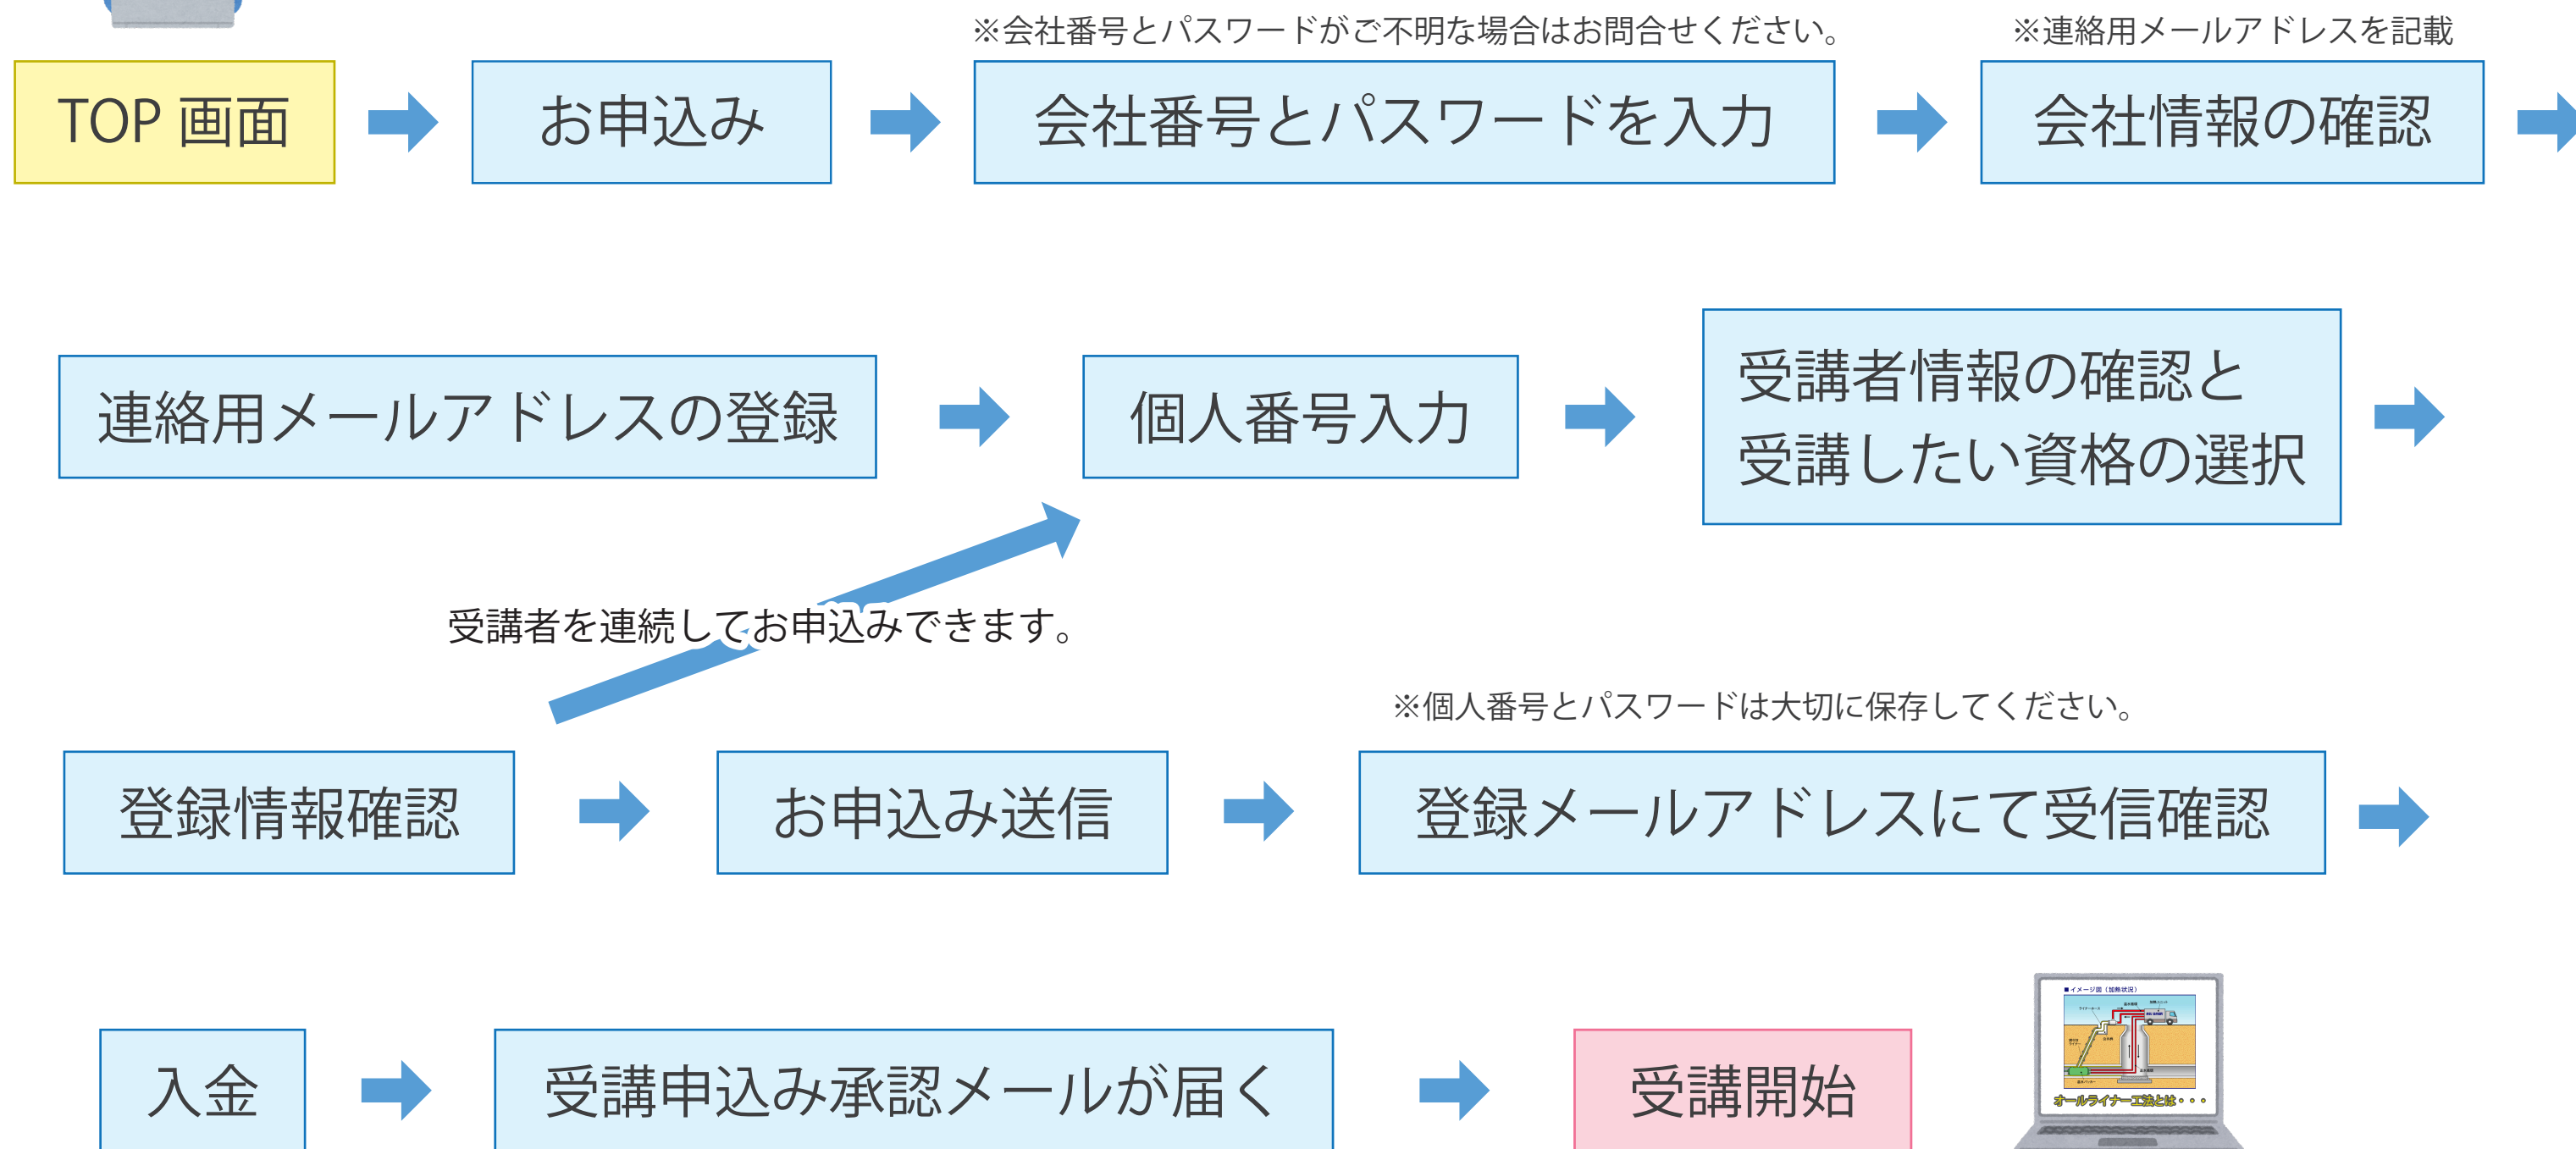 ※会社番号とパスワードがご不明な場合はお問合せください。
※連絡用メールアドレスを記載
TOP 画面
お申込み
会社番号とパスワードを入力
会社情報の確認
連絡用メールアドレスの登録
個人番号入力
受講者情報の確認と
受講したい資格の選択
受講者を連続してお申込みできます。
※個人番号とパスワードは大切に保存してください。
登録情報確認
お申込み送信
登録メールアドレスにて受信確認
入金
受講申込み承認メールが届く
受講開始
■イメージ図（加熱状況）
オールライナー工法とは・・・